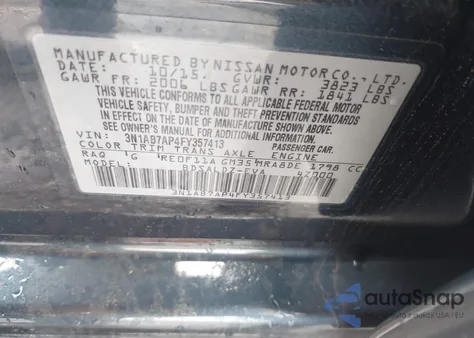 MANUFACTURED BY NISSAN MOTOR CO., LTD.
DATE: 10/15 GVWR: 3823 LBS
GAWR FR: 2006 LBS GAWR RR: 1841 LBS
THIS VEHICLE CONFORMS TO ALL APPLICABLE FEDERAL MOTOR
VEHICLE SAFETY, BUMPER AND THEFT PREVENTION STANDARDS
IN EFFECT ON THE DATE OF MANUFACTURE SHOWN ABOVE.
SEE OWNER'S MANUAL FOR ADDITIONAL INFORMATION.
VIN: 3N1AB7AP4FY357413 PASSENGER CAR.
COLOR TRIM TRANS AXLE ENGINE
RAQ G RE0F11A GM35 MRA8DE 1798 CC
MODEL: BDSALDZ-EVA 42000
3N1AB7AP4FY357413
autoSnap